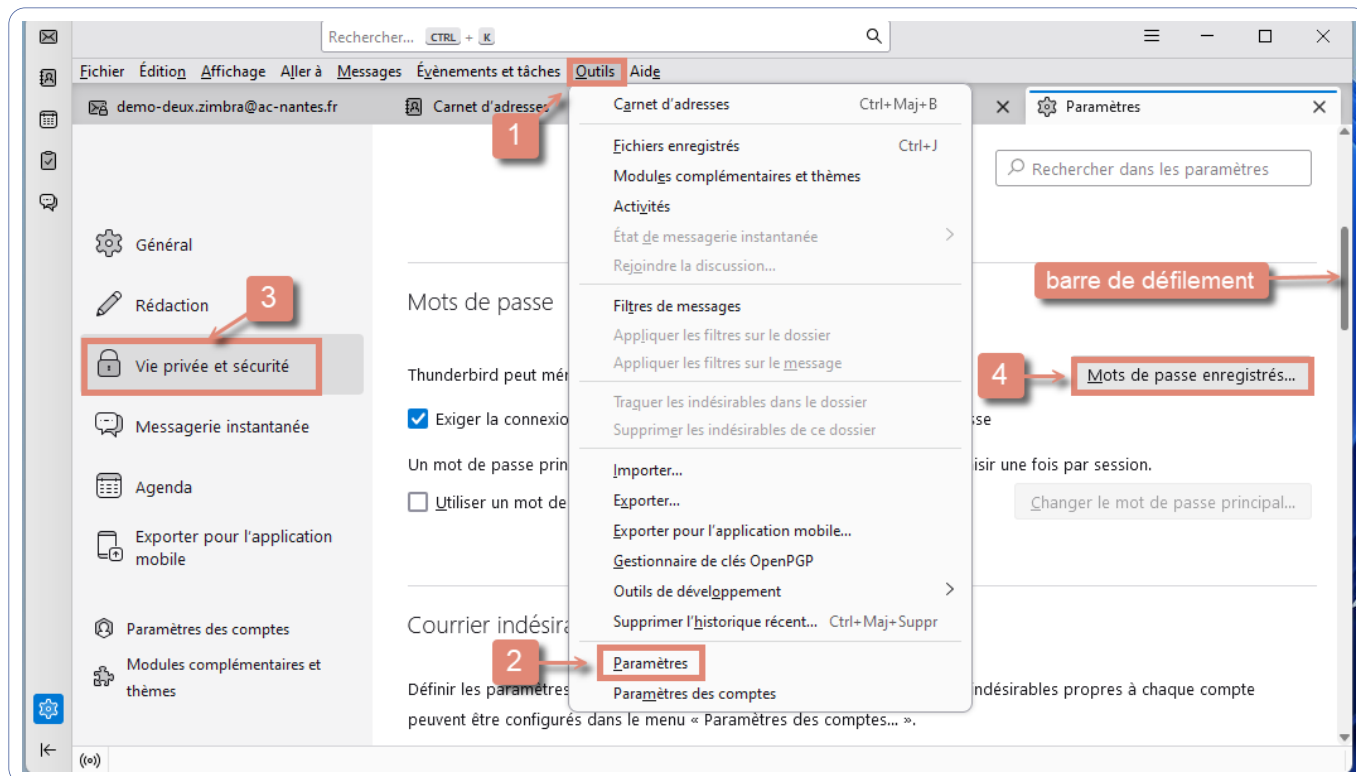 Rechercher... CTRL + K
Fichier Édition Affichage Aller à Messages Évènements et tâches Outils Aide
demo-deux.zimbra@ac-nantes.fr
Carnet d'adresses
Paramètres
1
Carnet d'adresses Ctrl+Maj+B
Fichiers enregistrés Ctrl+J
Modules complémentaires et thèmes
Activités
État de messagerie instantanée
Rejoindre la discussion...
Filtres de messages
Appliquer les filtres sur le dossier
Appliquer les filtres sur le message
Traquer les indésirables dans le dossier
Supprimer les indésirables de ce dossier
Importer...
Exporter...
Exporter pour l'application mobile...
Gestionnaire de clés OpenPGP
Outils de développement
Supprimer l'historique récent... Ctrl+Maj+Suppr
2
Paramètres
Paramètres des comptes
Général
Rédaction
3
Vie privée et sécurité
Messagerie instantanée
Agenda
Exporter pour l'application
mobile
Paramètres des comptes
Modules complémentaires et
thèmes
Rechercher dans les paramètres
barre de défilement
Mots de passe
Thunderbird peut mé
4
Mots de passe enregistrés...
Exiger la connexio sse
Un mot de passe prin isir une fois par session.
Utiliser un mot de
Changer le mot de passe principal...
Courrier indésira
Définir les paramètres ndésirables propres à chaque compte
peuvent être configurés dans le menu « Paramètres des comptes... ».